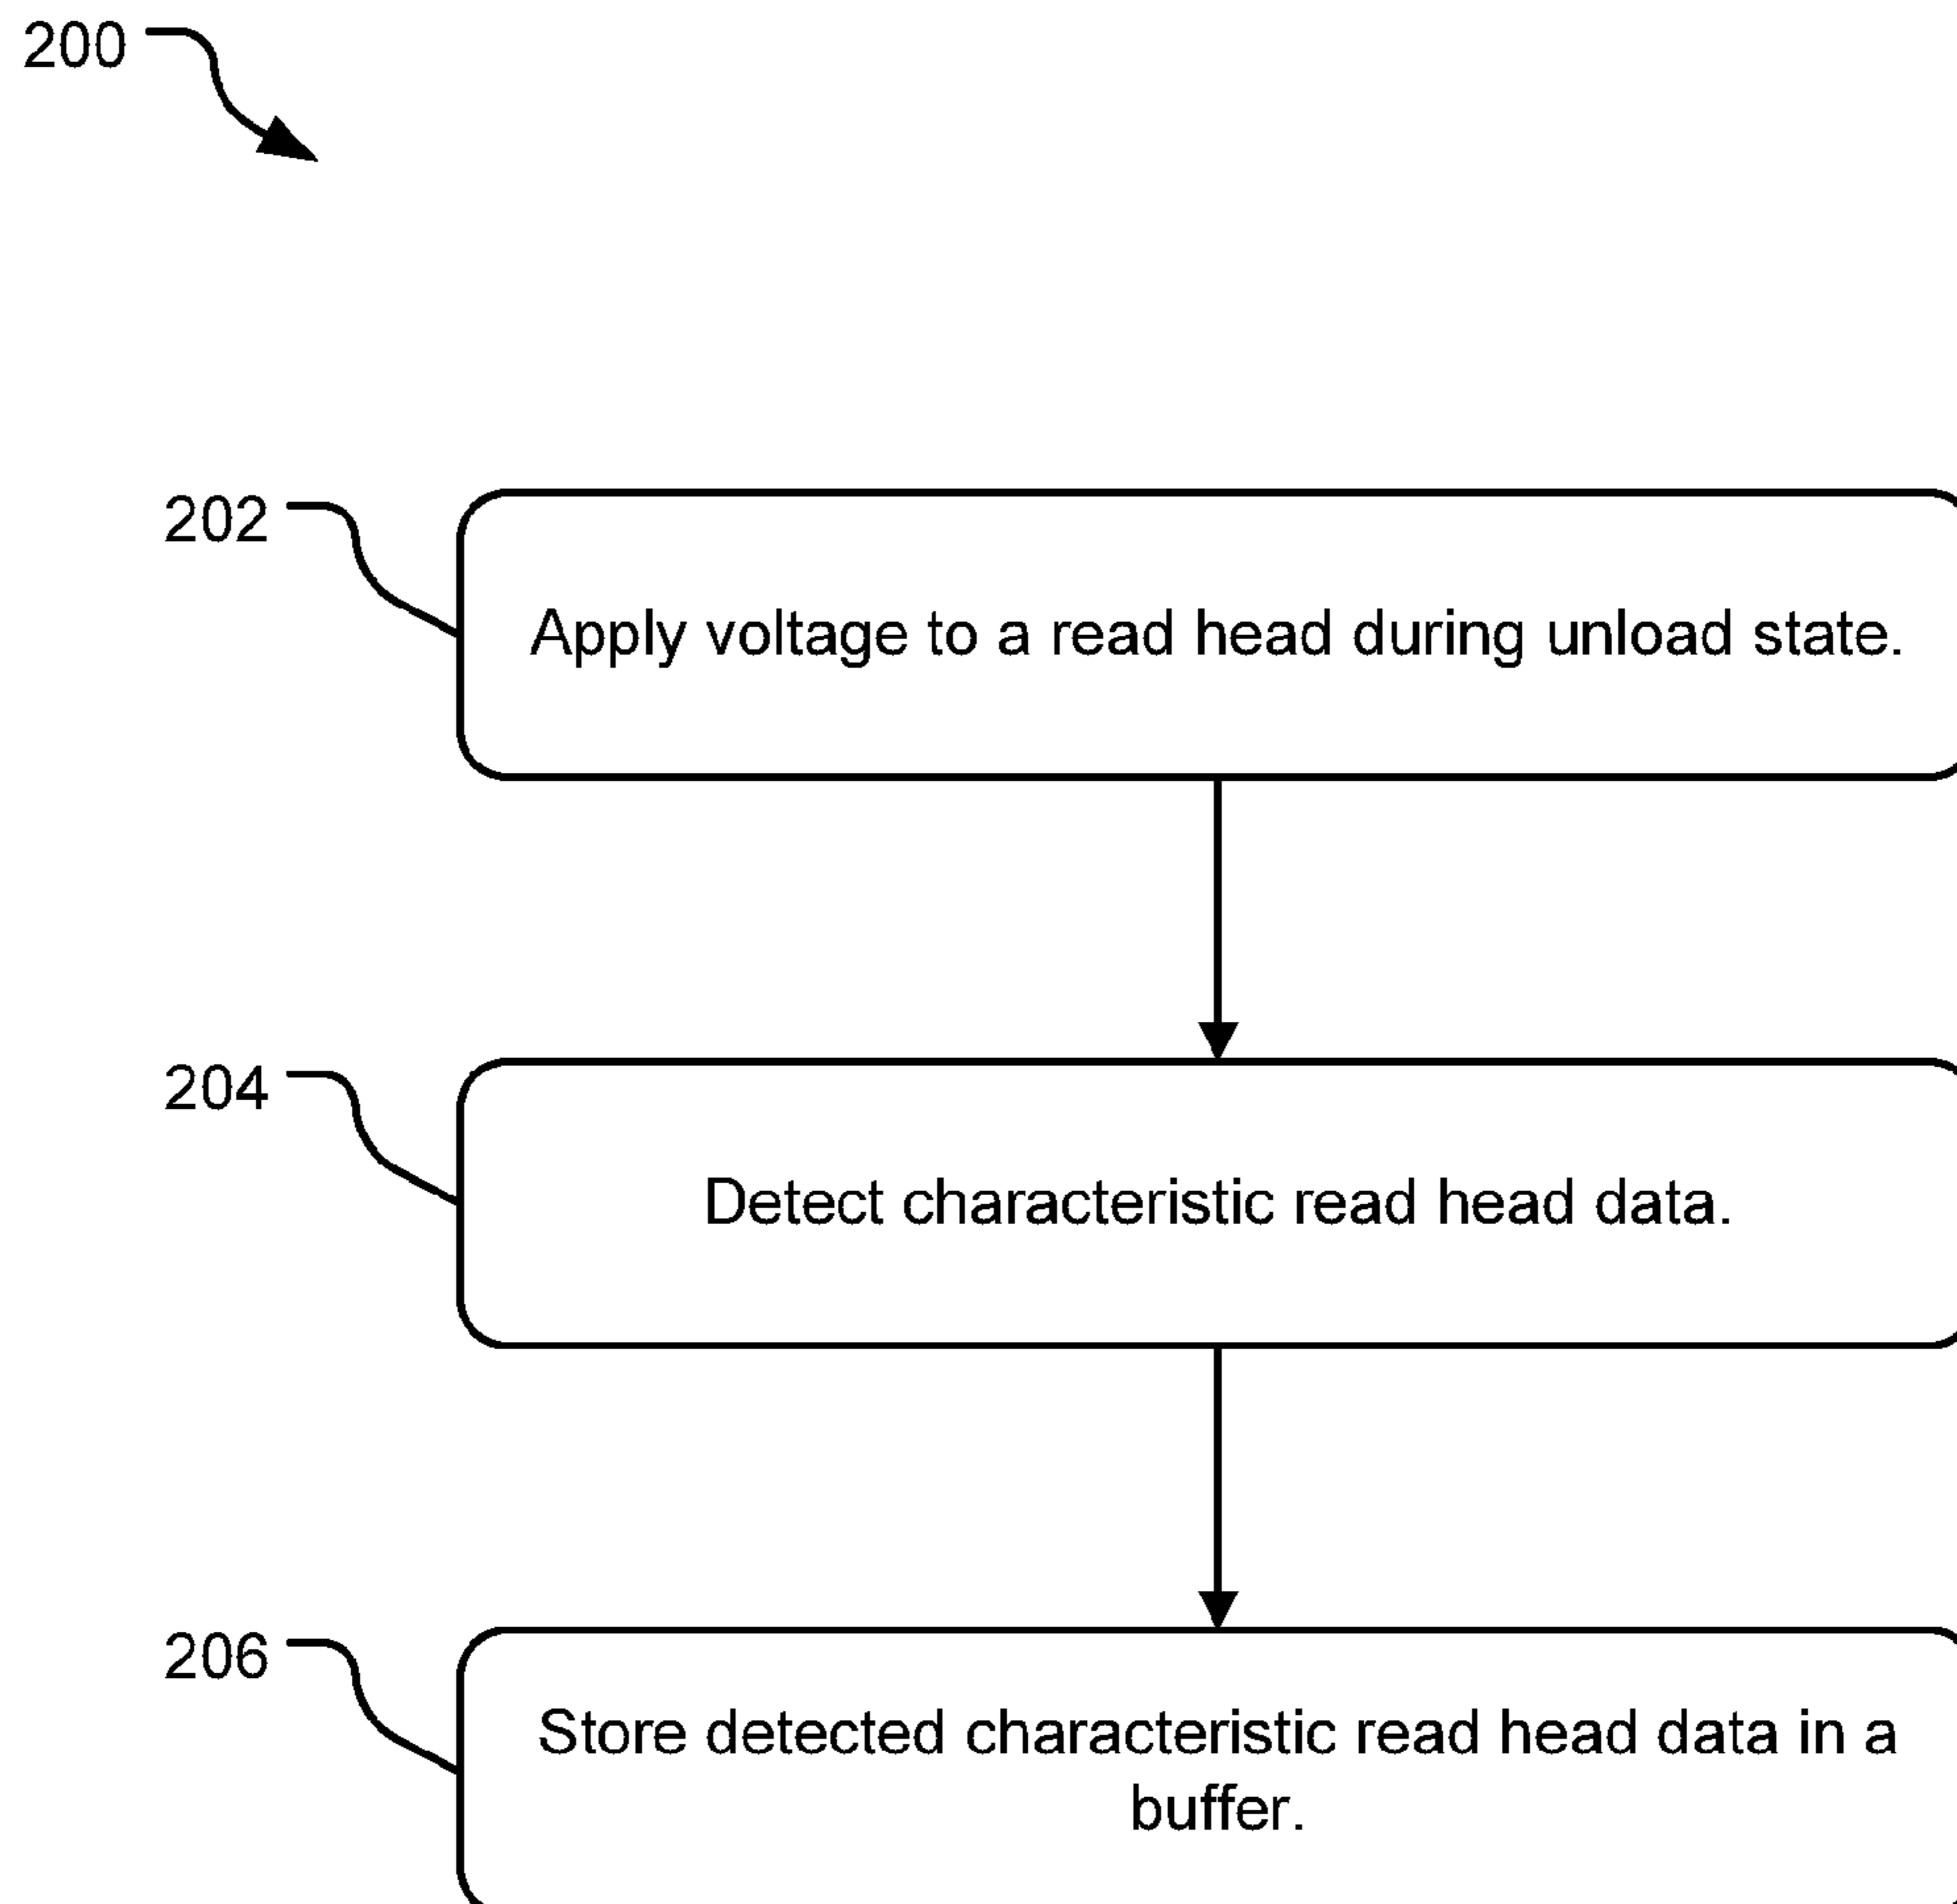 200
202
Apply voltage to a read head during unload state.
204
Detect characteristic read head data.
206
Store detected characteristic read head data in a
buffer.